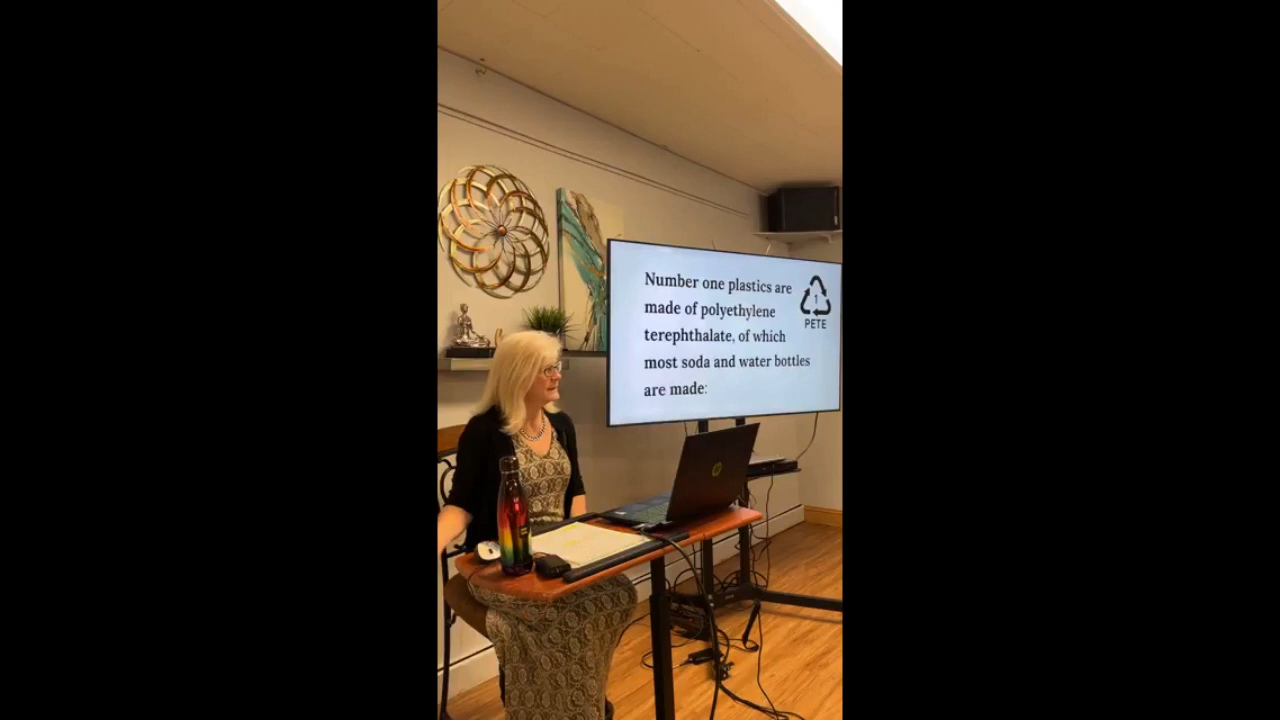 Number one plastics are
made of polyethylene
terephthalate, of which
most soda and water bottles
are made:
1
PETE
hp